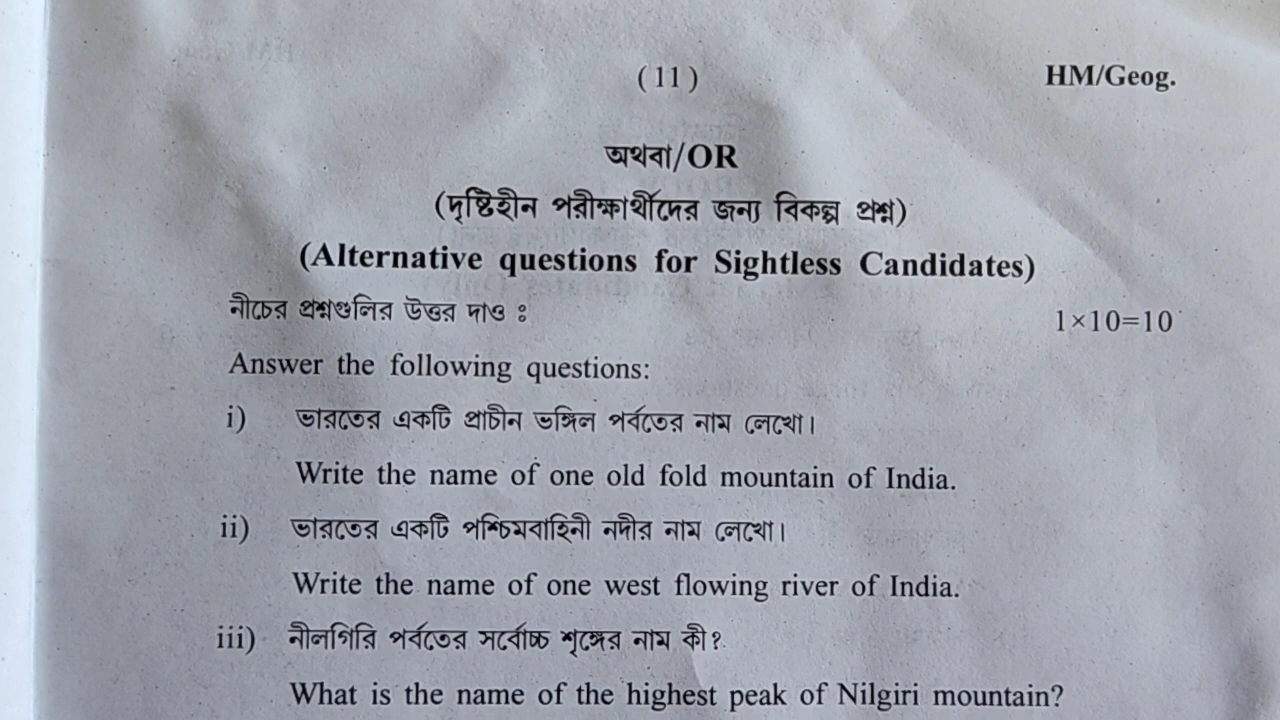 (11) HM/Geog.
অথবা/OR
(দৃষ্টিহীন পরীক্ষার্থীদের জন্য বিকল্প প্রশ্ন)
(Alternative questions for Sightless Candidates)
নীচের প্রশ্নগুলির উত্তর দাও ঃ 1×10=10
Answer the following questions:
i) ভারতের একটি প্রাচীন ভঙ্গিল পর্বতের নাম লেখো।
Write the name of one old fold mountain of India.
ii) ভারতের একটি পশ্চিমবাহিনী নদীর নাম লেখো।
Write the name of one west flowing river of India.
iii) নীলগিরি পর্বতের সর্বোচ্চ শৃঙ্গের নাম কী?
What is the name of the highest peak of Nilgiri mountain?